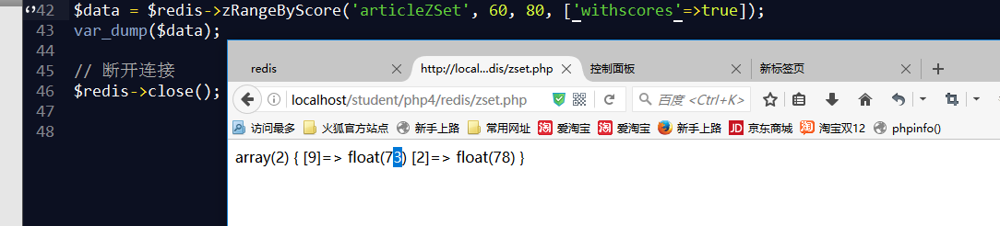 42 $data = $redis->zRangeByScore('articleZSet', 60, 80, ['withscores'=>true]);
43 var_dump($data);
44
45 // 断开连接
46 $redis->close();
47
48
redis
http://local...dis/zset.php
控制面板
新标签页
localhost/student/php4/redis/zset.php
百度 <Ctrl+K>
访问最多 火狐官方站点 新手上路 常用网址 淘 爱淘宝 淘 爱淘宝 JD 京东商城 淘 淘宝双12 phpinfo()
array(2) { [9]=> float(73) [2]=> float(78) }